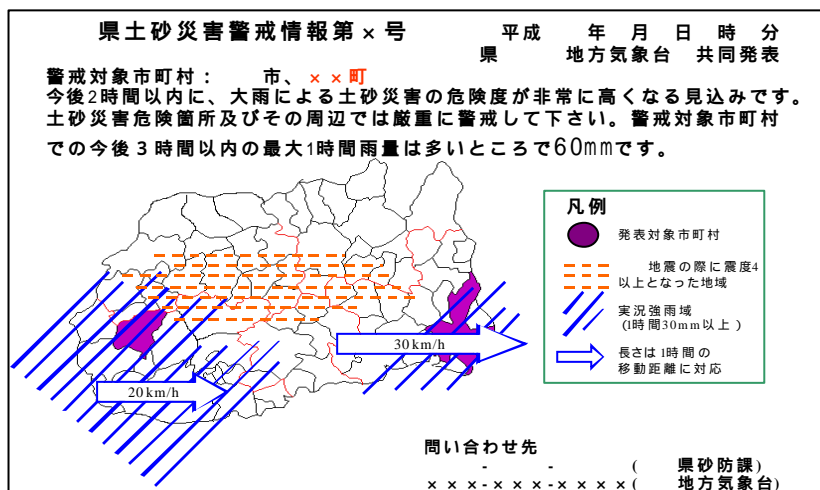 県土砂災害警戒情報第×号
平成 年 月 日 時 分
県 地方気象台 共同発表
警戒対象市町村： 市、××町
今後2時間以内に、大雨による土砂災害の危険度が非常に高くなる見込みです。
土砂災害危険箇所及びその周辺では厳重に警戒して下さい。警戒対象市町村
での今後３時間以内の最大1時間雨量は多いところで60mmです。
凡例
発表対象市町村
地震の際に震度4
以上となった地域
実況強雨域
(1時間30mm以上)
長さは1時間の
移動距離に対応
30km/h
20km/h
問い合わせ先
- - ( 県砂防課)
×××-×××-××××( 地方気象台)